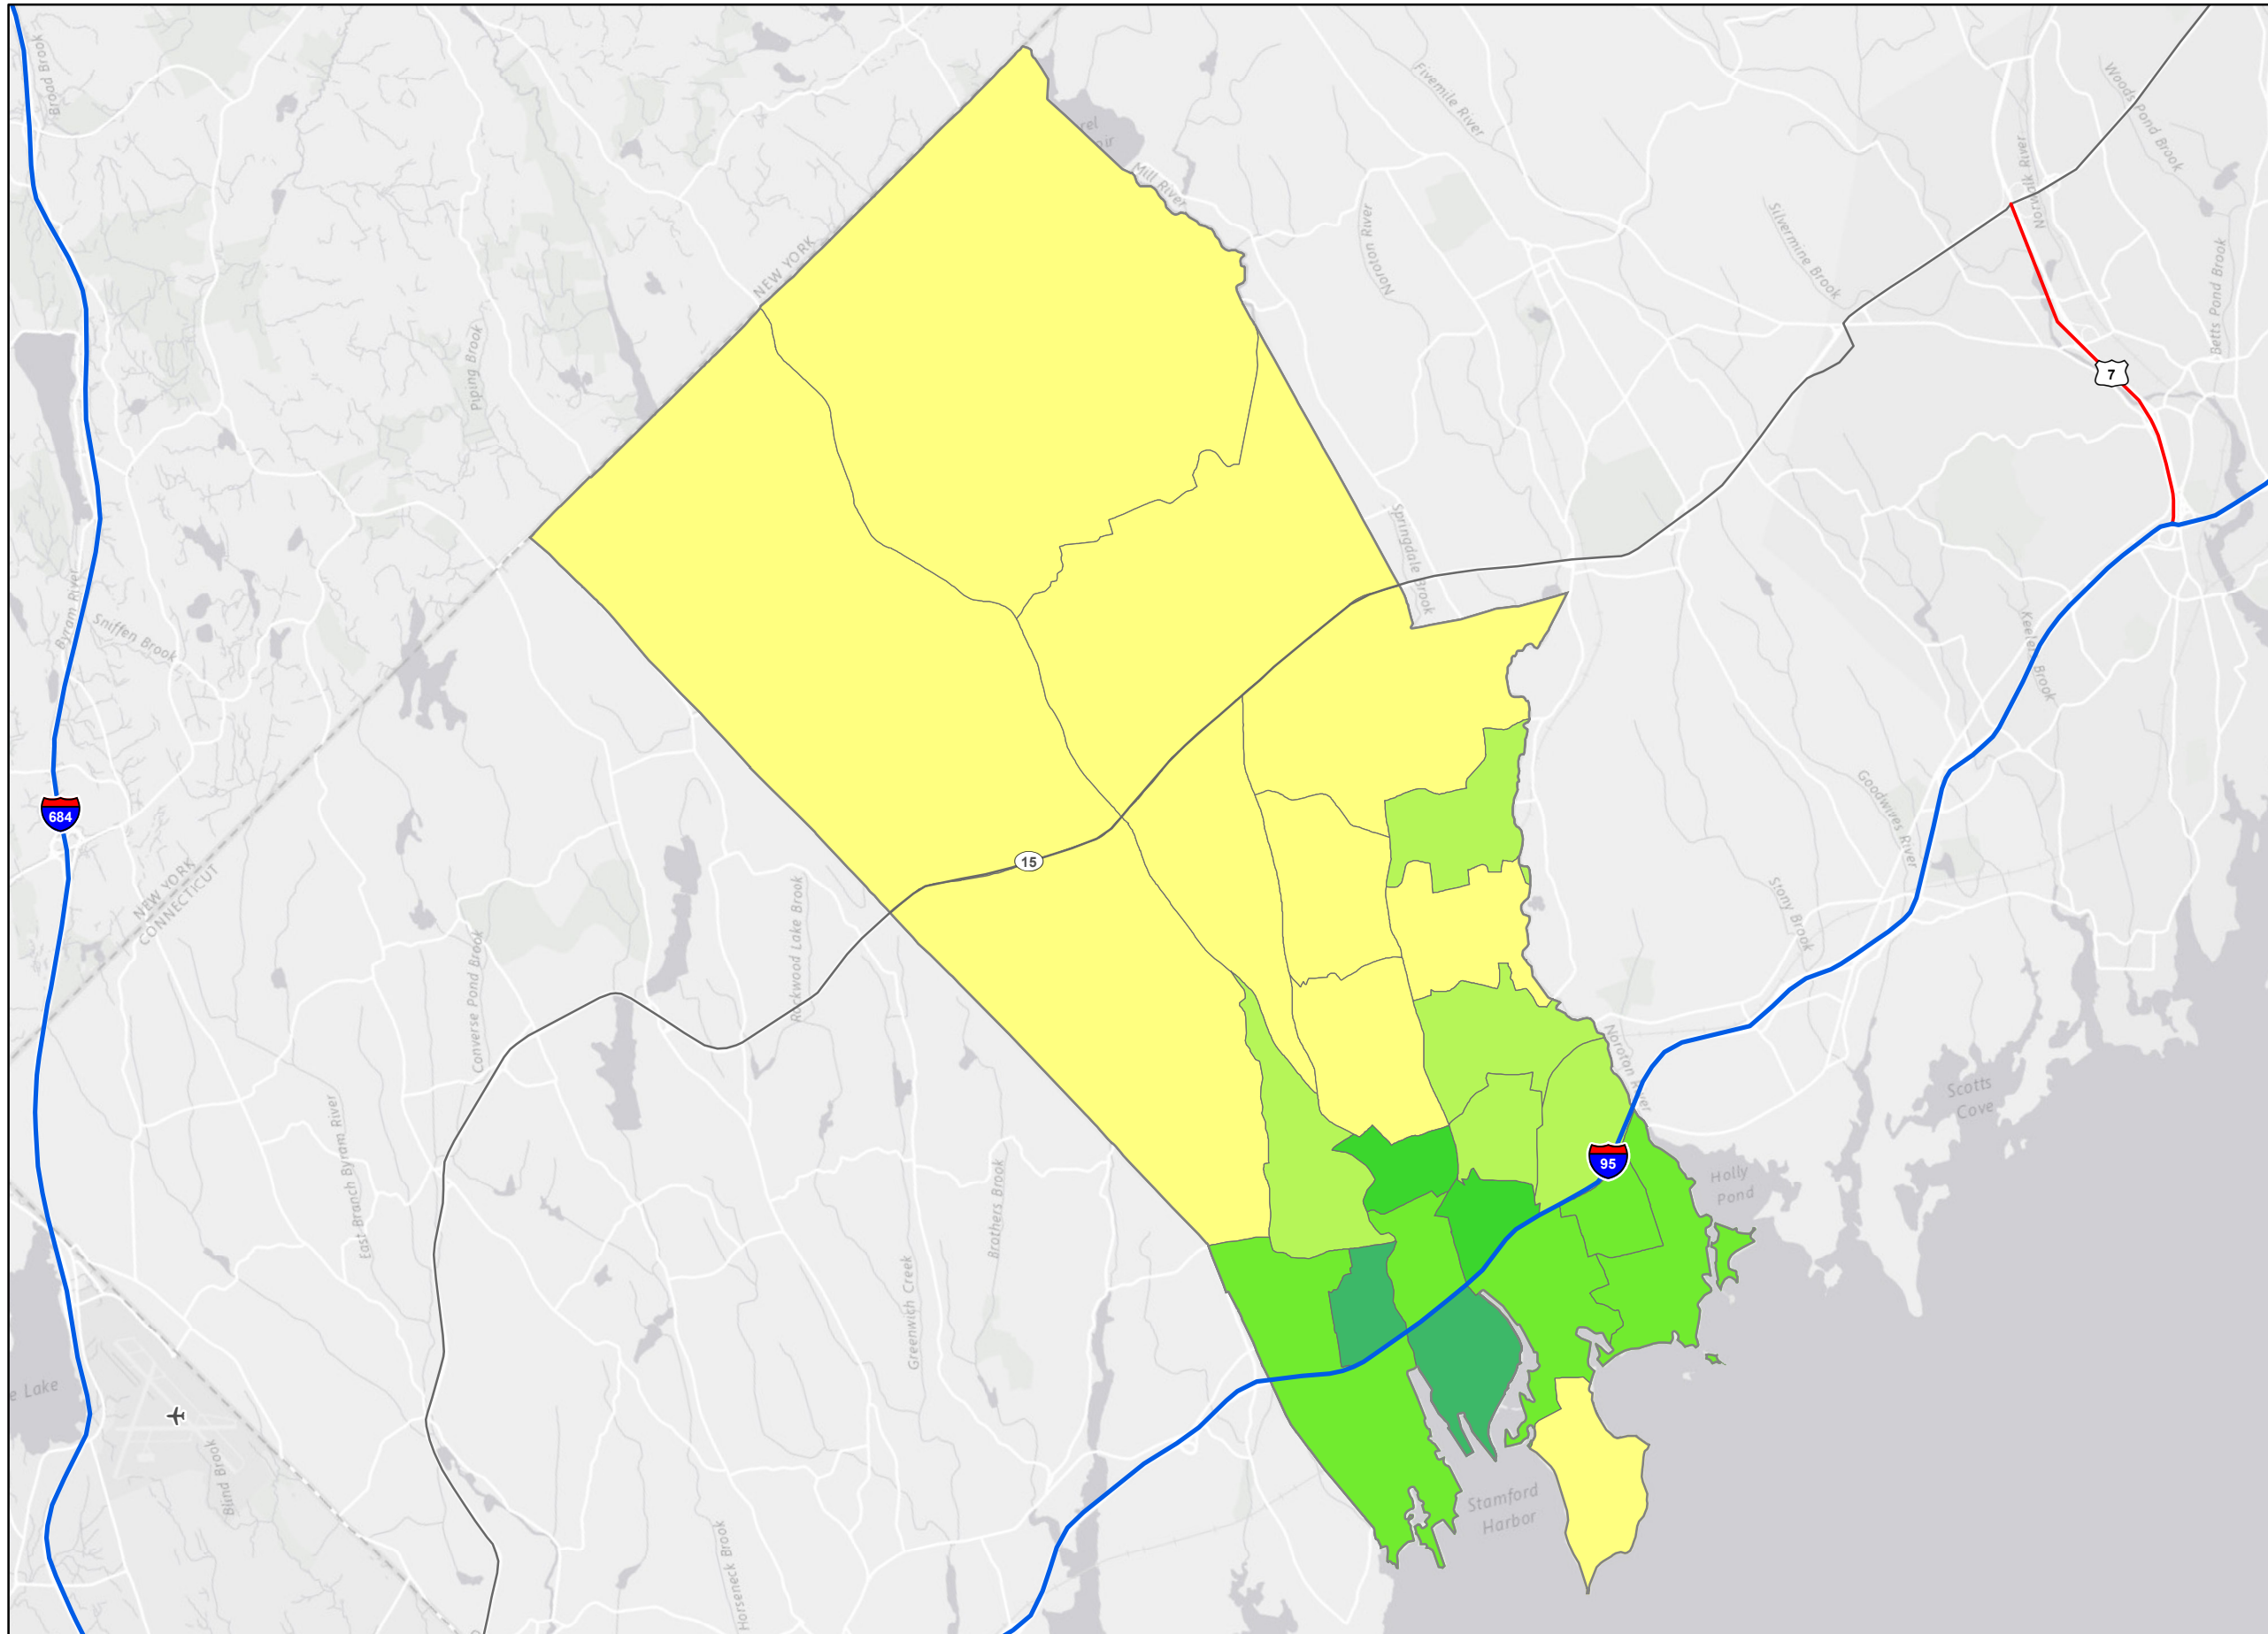 Broad Brook
Fivemile River
Woods Pond Brook
Norwalk River
Mill River
Noroton River
Silvermine Brook
NEW YORK
Betts Pond Brook
Piping Brook
7
Springdale Brook
Byram River
Sniffen Brook
Brook
684
Goodwives River
15
NEW YORK
CONNECTICUT
Rockwood Lake Brook
Stony Brook
Converse Pond Brook
Noroton River
Scotts
Cove
East Branch Byram River
95
Holly
Pond
Brothers Brook
Greenwich Creek
e Lake
Blind Brook
Stamford
Harbor
Horseneck Brook